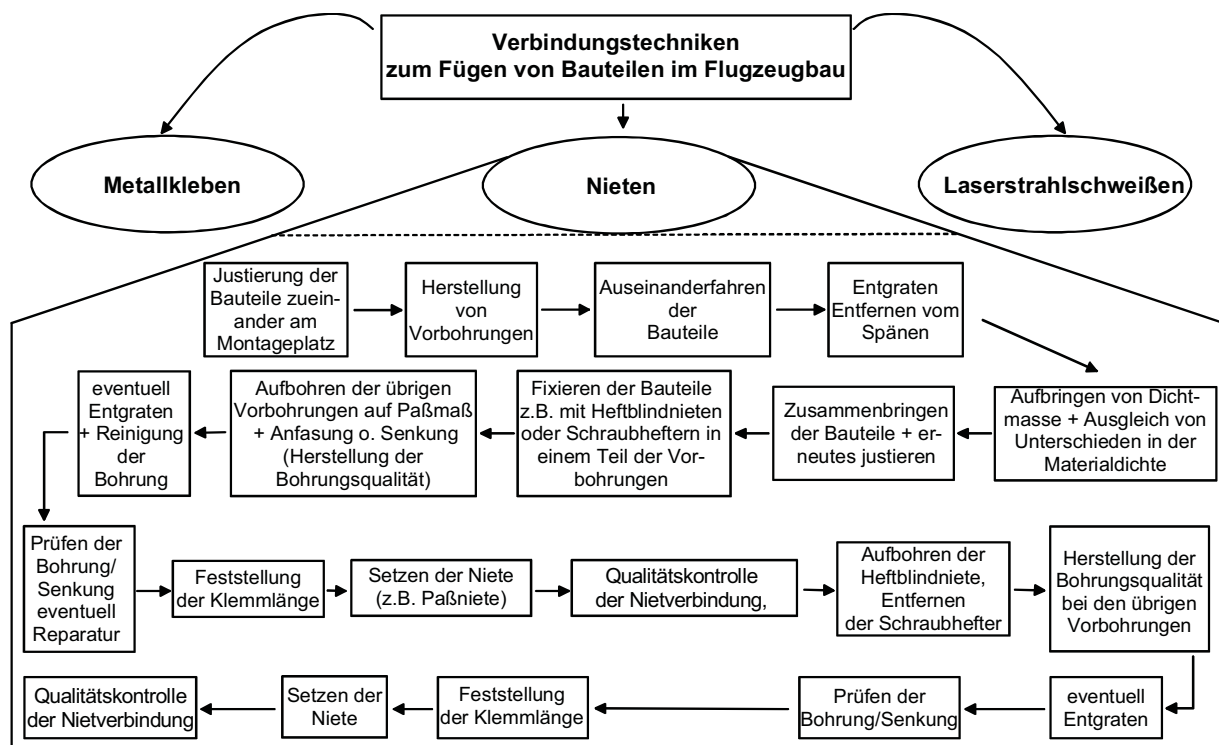 Verbindungstechniken
zum Fügen von Bauteilen im Flugzeugbau
Metallkleben
Nieten
Laserstrahlschweißen
Justierung der
Bauteile zuein-
ander am
Montageplatz
Herstellung
von
Vorbohrungen
Auseinanderfahren
der
Bauteile
Entgraten
Entfernen vom
Spänen
Aufbringen von Dicht-
masse + Ausgleich von
Unterschieden in der
Materialdichte
Zusammenbringen
der Bauteile + er-
neutes justieren
Fixieren der Bauteile
z.B. mit Heftblindnieten
oder Schraubheftern in
einem Teil der Vor-
bohrungen
Aufbohren der übrigen
Vorbohrungen auf Paßmaß
+ Anfasung o. Senkung
(Herstellung der
Bohrungsqualität)
eventuell
Entgraten
+ Reinigung
der
Bohrung
Prüfen der
Bohrung/
Senkung
eventuell
Reparatur
Feststellung
der Klemmlänge
Setzen der Niete
(z.B. Paßniete)
Qualitätskontrolle
der Nietverbindung,
Aufbohren der
Heftblindniete,
Entfernen
der Schraubhefter
Herstellung der
Bohrungsqualität
bei den übrigen
Vorbohrungen
eventuell
Entgraten
Prüfen der
Bohrung/Senkung
Feststellung
der Klemmlänge
Setzen der
Niete
Qualitätskontrolle
der Nietverbindung